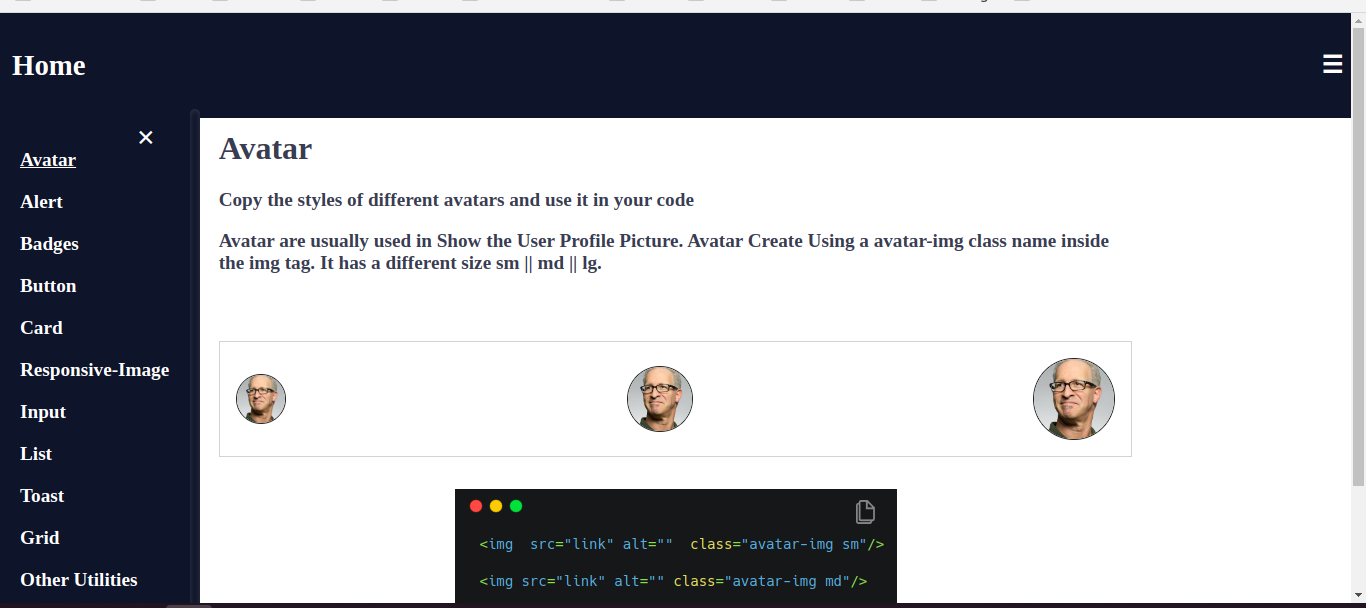 Home
☰
✕
Avatar
Alert
Badges
Button
Card
Responsive-Image
Input
List
Toast
Grid
Other Utilities
Avatar
Copy the styles of different avatars and use it in your code
Avatar are usually used in Show the User Profile Picture. Avatar Create Using a avatar-img class name inside
the img tag. It has a different size sm || md || lg.
<img  src="link" alt=""  class="avatar-img sm"/>
<img src="link" alt="" class="avatar-img md"/>